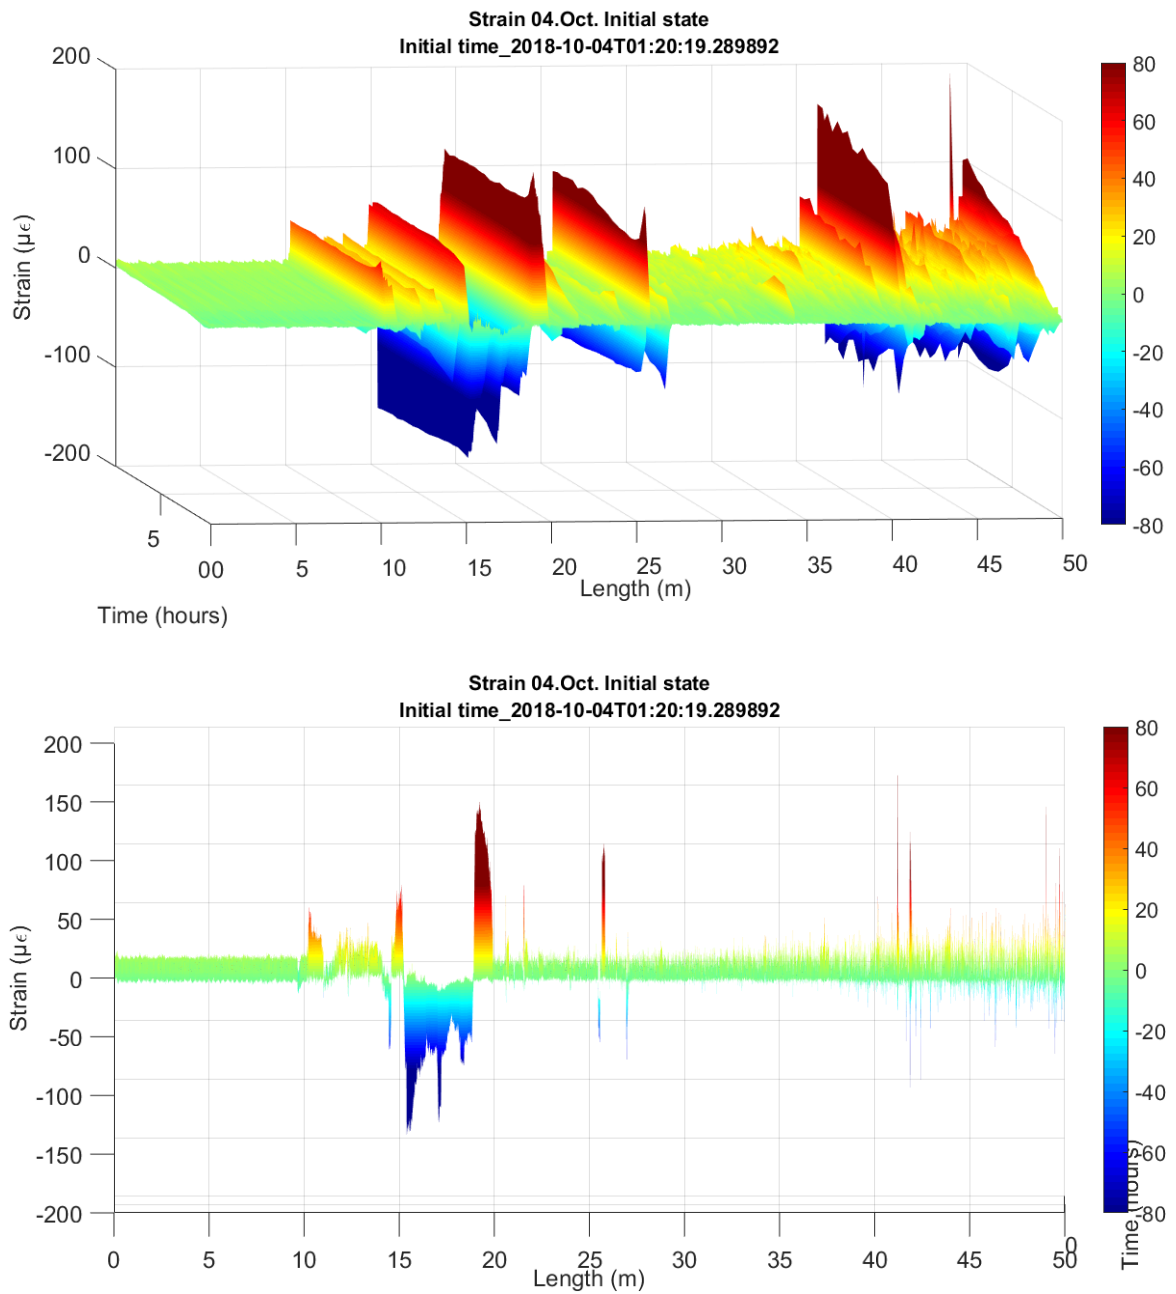 Strain 04.Oct. Initial state
Initial time_2018-10-04T01:20:19.289892
200
100
0
-100
-200
Strain (µϵ)
5
0
0 5 10 15 20 25 30 35 40 45 50
Time (hours)
Length (m)
80
60
40
20
0
-20
-40
-60
-80
Strain 04.Oct. Initial state
Initial time_2018-10-04T01:20:19.289892
200
150
100
50
0
-50
-100
-150
-200
Strain (µϵ)
0 5 10 15 20 25 30 35 40 45 50
0
Length (m)
Time (hours)
80
60
40
20
0
-20
-40
-60
-80